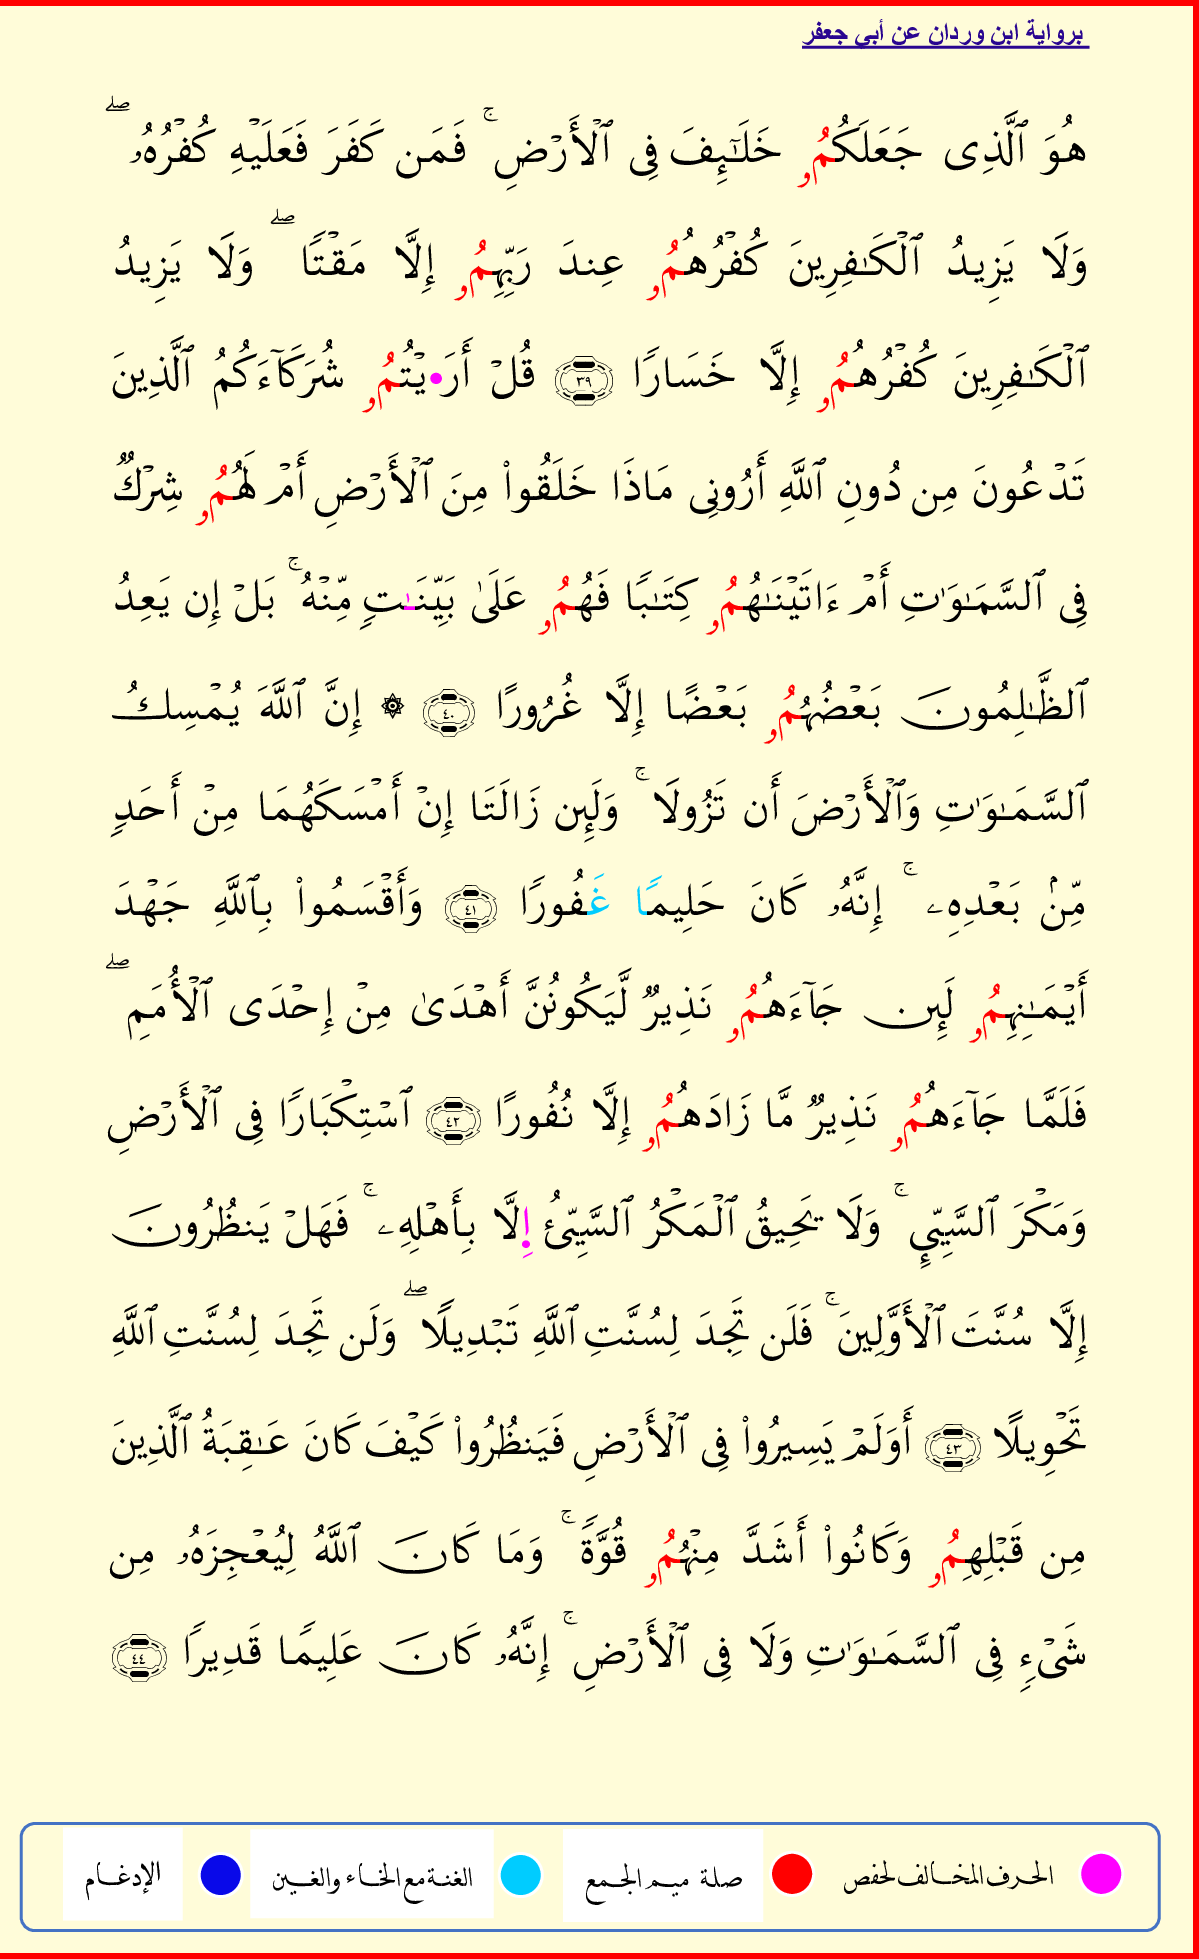 برواية ابن وردان عن أبي جعفر
هُوَ ٱلَّذِى جَعَلَكُمُۥ خَلَٰٓئِفَ فِى ٱلْأَرْضِ ۚ فَمَن كَفَرَ فَعَلَيْهِ كُفْرُهُۥ ۖ
وَلَا يَزِيدُ ٱلْكَٰفِرِينَ كُفْرُهُمُۥ عِندَ رَبِّهِمُۥ إِلَّا مَقْتًا ۖ وَلَا يَزِيدُ
ٱلْكَٰفِرِينَ كُفْرُهُمُۥ إِلَّا خَسَارًا ٣٩ قُلْ أَرَ•يْتُمُۥ شُرَكَآءَكُمُ ٱلَّذِينَ
تَدْعُونَ مِن دُونِ ٱللَّهِ أَرُونِى مَاذَا خَلَقُوا۟ مِنَ ٱلْأَرْضِ أَمْ لَهُمُۥ شِرْكٌ
فِى ٱلسَّمَٰوَٰتِ أَمْ ءَاتَيْنَٰهُمُۥ كِتَٰبًا فَهُمُۥ عَلَىٰ بَيِّنَٰتٍ مِّنْهُ ۚ بَلْ إِن يَعِدُ
ٱلظَّٰلِمُونَ بَعْضُهُمُۥ بَعْضًا إِلَّا غُرُورًا ٤٠ ۞ إِنَّ ٱللَّهَ يُمْسِكُ
ٱلسَّمَٰوَٰتِ وَٱلْأَرْضَ أَن تَزُولَا ۚ وَلَئِن زَالَتَا إِنْ أَمْسَكَهُمَا مِنْ أَحَدٍ
مِّنۢ بَعْدِهِۦ ۚ إِنَّهُۥ كَانَ حَلِيمًا غَفُورًا ٤١ وَأَقْسَمُوا۟ بِٱللَّهِ جَهْدَ
أَيْمَٰنِهِمُۥ لَئِن جَآءَهُمُۥ نَذِيرٌ لَّيَكُونُنَّ أَهْدَىٰ مِنْ إِحْدَى ٱلْأُمَمِ ۖ
فَلَمَّا جَآءَهُمُۥ نَذِيرٌ مَّا زَادَهُمُۥ إِلَّا نُفُورًا ٤٢ ٱسْتِكْبَارًا فِى ٱلْأَرْضِ
وَمَكْرَ ٱلسَّيِّئِ ۚ وَلَا يَحِيقُ ٱلْمَكْرُ ٱلسَّيِّئُ اِ۪لَّا بِأَهْلِهِۦ ۚ فَهَلْ يَنظُرُونَ
إِلَّا سُنَّتَ ٱلْأَوَّلِينَ ۚ فَلَن تَجِدَ لِسُنَّتِ ٱللَّهِ تَبْدِيلًا ۖ وَلَن تَجِدَ لِسُنَّتِ ٱللَّهِ
تَحْوِيلًا ٤٣ أَوَلَمْ يَسِيرُوا۟ فِى ٱلْأَرْضِ فَيَنظُرُوا۟ كَيْفَ كَانَ عَٰقِبَةُ ٱلَّذِينَ
مِن قَبْلِهِمُۥ وَكَانُوا۟ أَشَدَّ مِنْهُمُۥ قُوَّةً ۚ وَمَا كَانَ ٱللَّهُ لِيُعْجِزَهُۥ مِن
شَىْءٍ فِى ٱلسَّمَٰوَٰتِ وَلَا فِى ٱلْأَرْضِ ۚ إِنَّهُۥ كَانَ عَلِيمًا قَدِيرًا ٤٤
الحرف المخالف لحفص صلة ميم الجمع الغنة مع الخاء والغين الإدغام